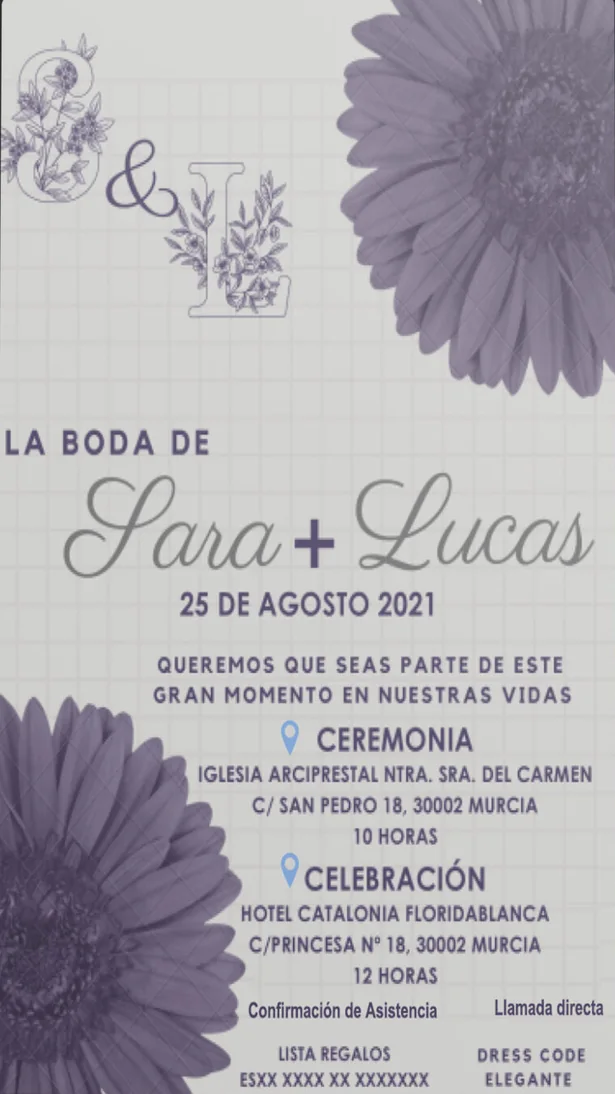 S
&
L
LA BODA DE
Sara + Lucas
25 DE AGOSTO 2021
QUEREMOS QUE SEAS PARTE DE ESTE
GRAN MOMENTO EN NUESTRAS VIDAS
CEREMONIA
IGLESIA ARCIPRESTAL NTRA. SRA. DEL CARMEN
C/ SAN PEDRO 18, 30002 MURCIA
10 HORAS
CELEBRACIÓN
HOTEL CATALONIA FLORIDABLANCA
C/PRINCESA Nº 18, 30002 MURCIA
12 HORAS
Confirmación de Asistencia
Llamada directa
LISTA REGALOS
ESXX XXXX XX XXXXXXX
DRESS CODE
ELEGANTE